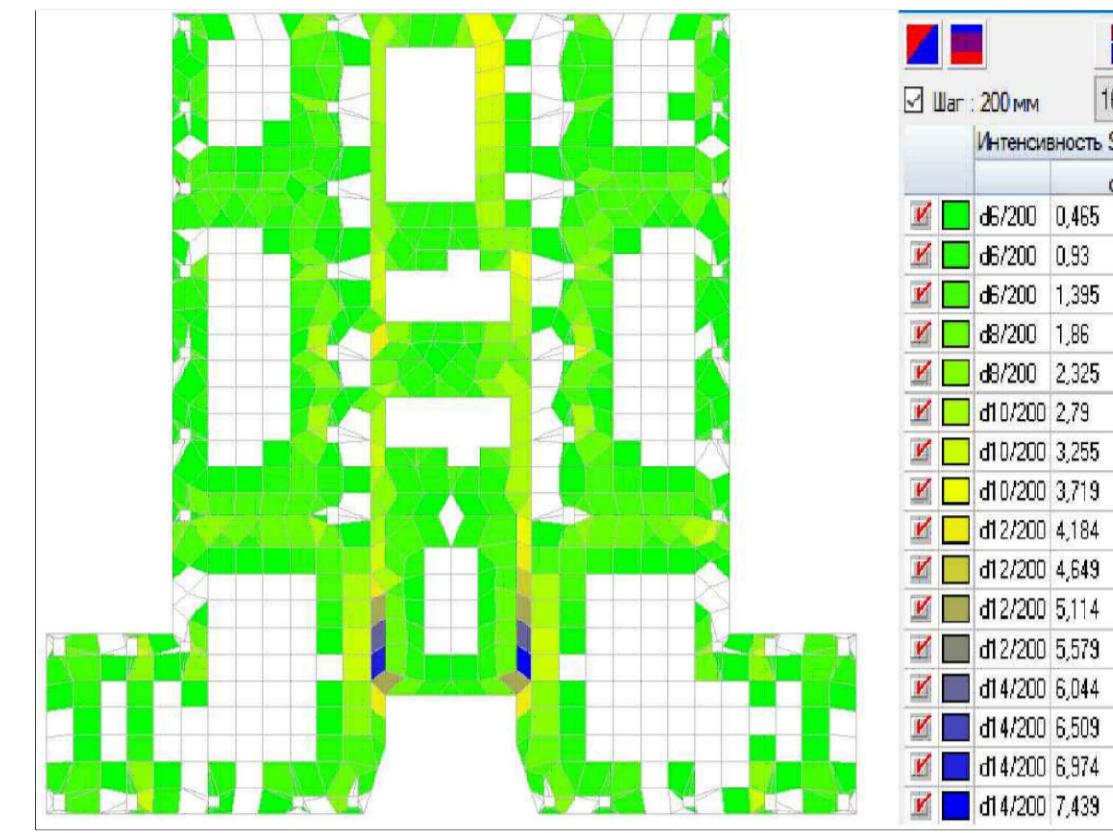 Шаг : 200 мм
Интенсивность S
d6/200 0,465
d6/200 0,93
d6/200 1,395
d8/200 1,86
d8/200 2,325
d10/200 2,79
d10/200 3,255
d10/200 3,719
d12/200 4,184
d12/200 4,649
d12/200 5,114
d12/200 5,579
d14/200 6,044
d14/200 6,509
d14/200 6,974
d14/200 7,439